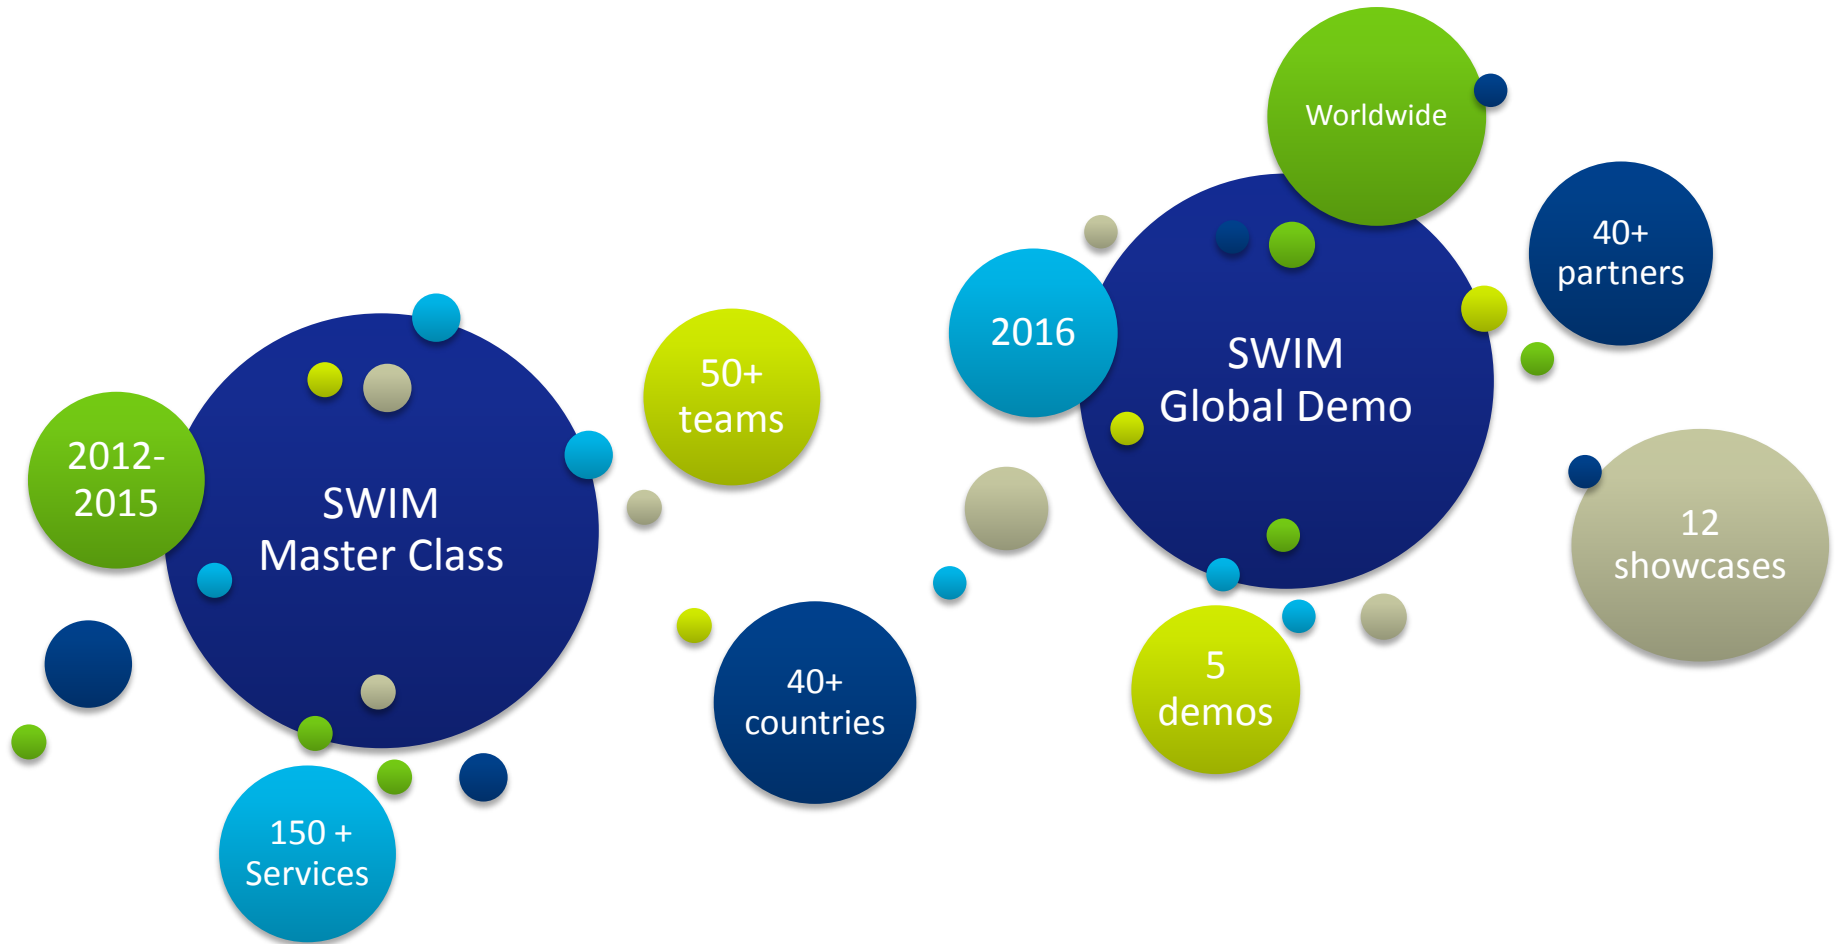 2012-
2015
SWIM
Master Class
50+
teams
40+
countries
150 +
Services
Worldwide
2016
SWIM
Global Demo
40+
partners
12
showcases
5
demos